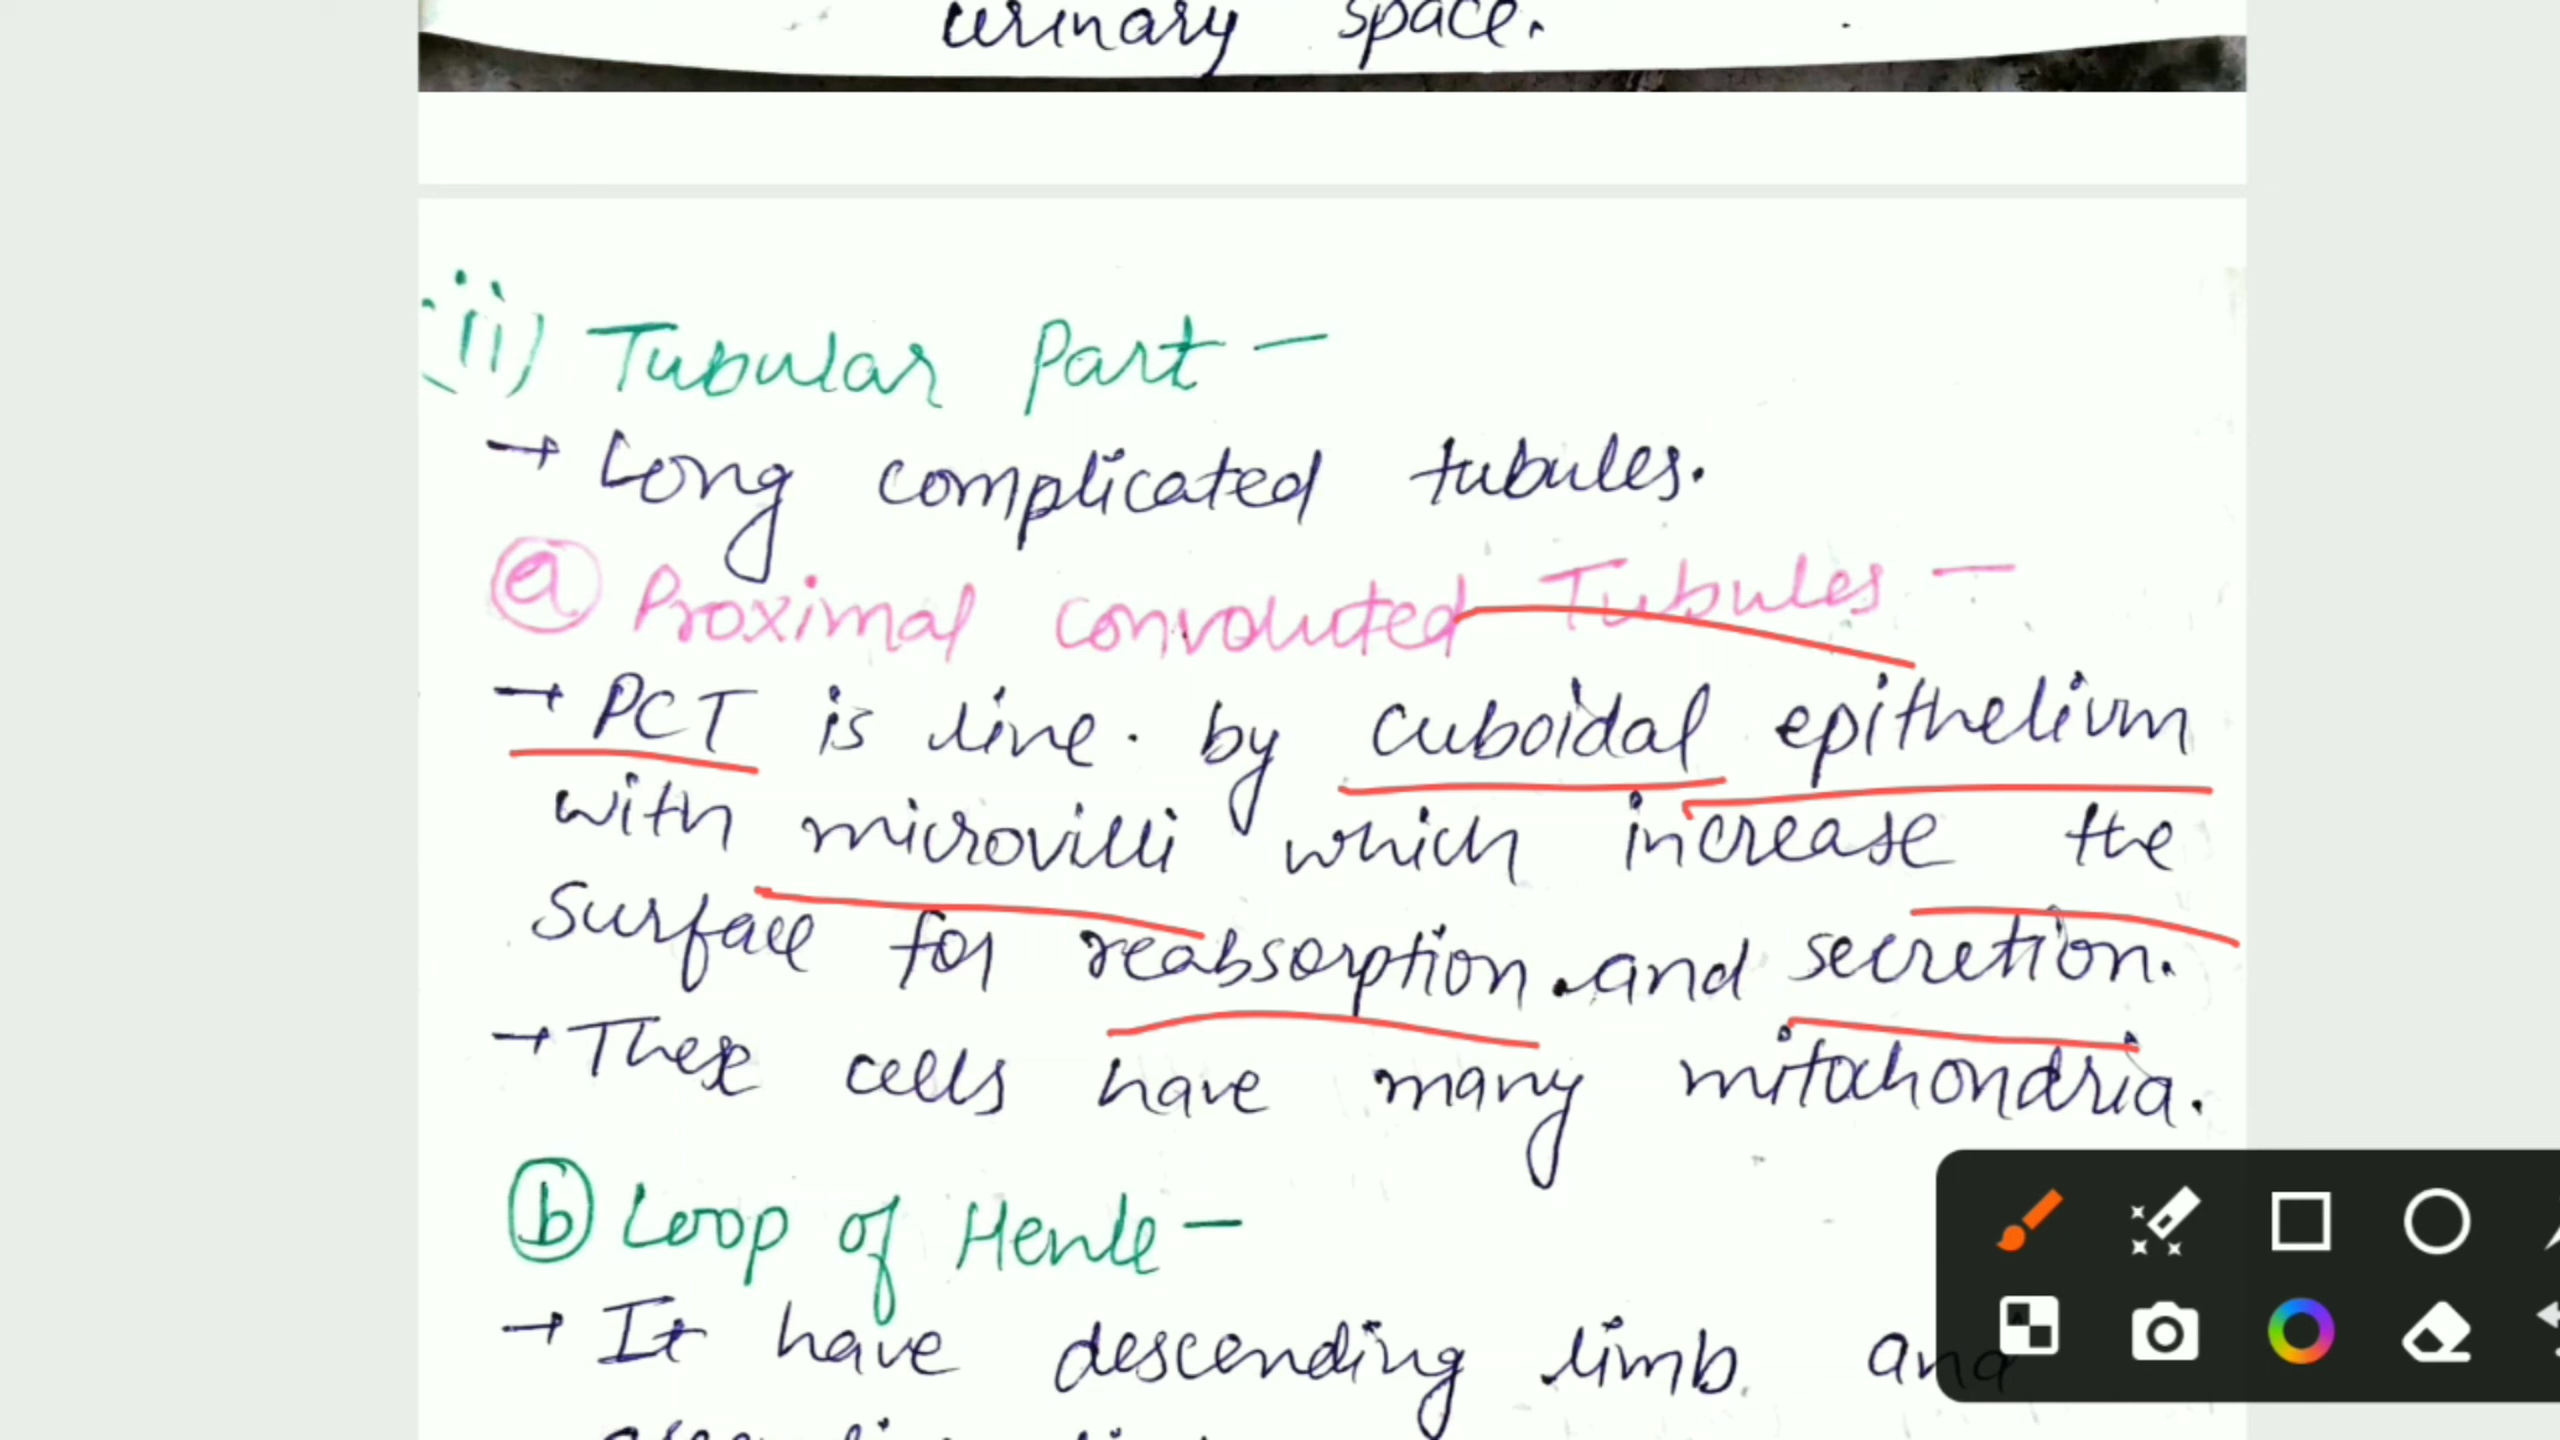 urinary space.
(ii) Tubular Part -
→ Long complicated tubules.
(a) Proximal convoluted Tubules -
→ PCT is line. by cuboidal epithelium
with microvilli which increase the
Surface for reabsorption. and secretion.
→ These cells have many mitochondria.
(b) Loop of Henle -
→ It have descending limb and